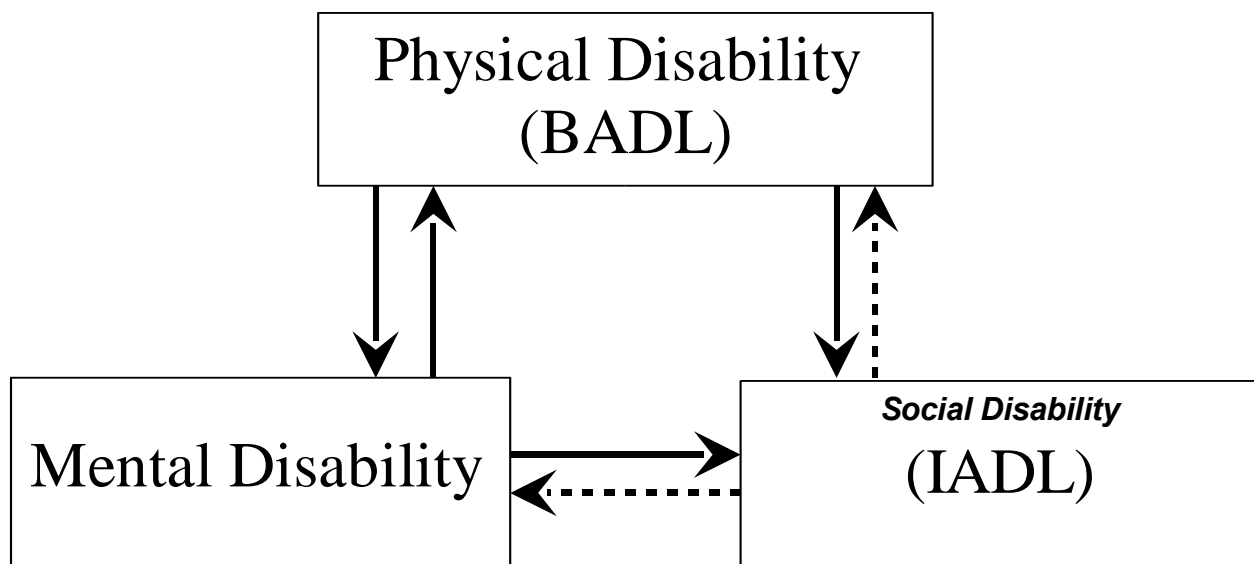 Physical Disability
(BADL)
Social Disability
Mental Disability
(IADL)